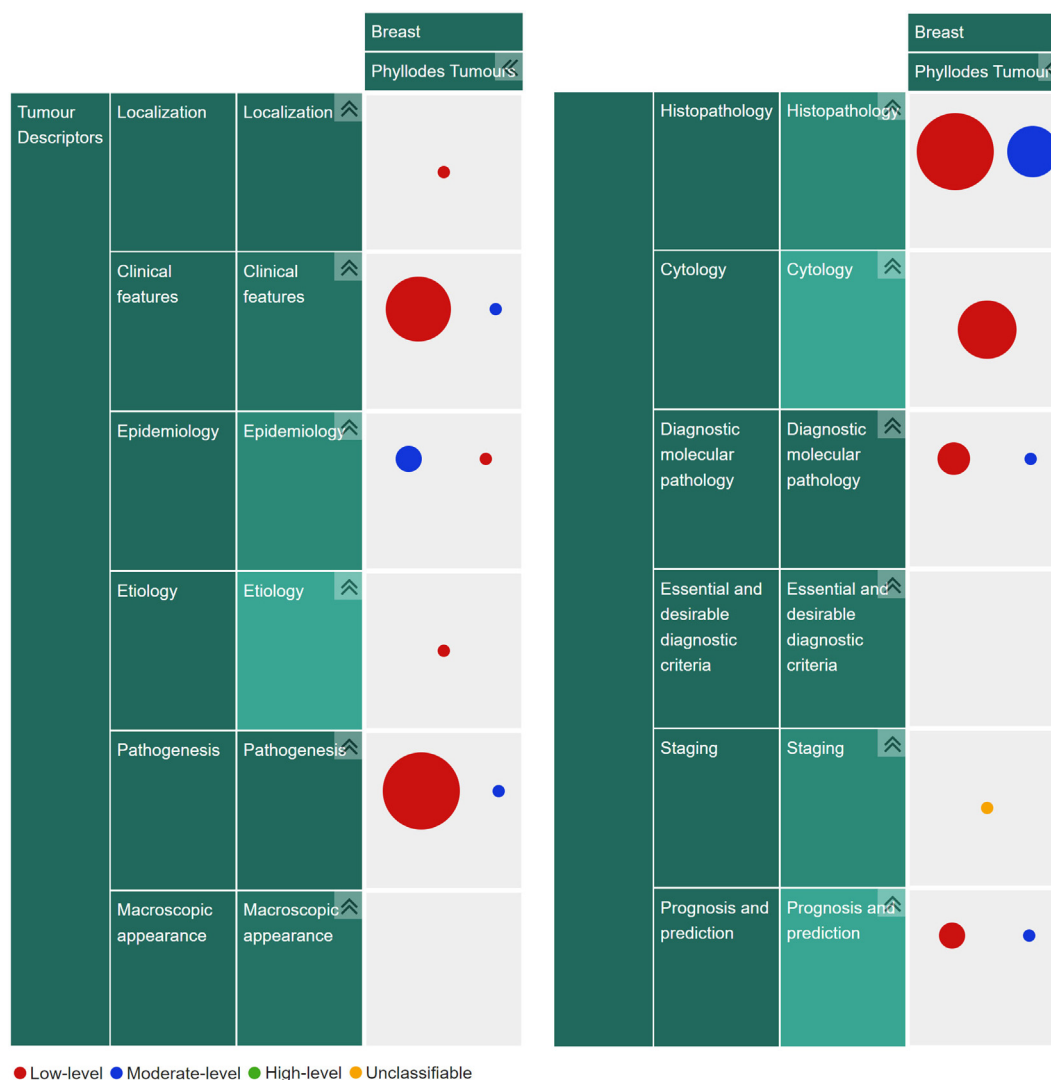 Breast
Phyllodes Tumours
Tumour
Descriptors
Localization
Localization
Clinical
features
Clinical
features
Epidemiology
Epidemiology
Etiology
Etiology
Pathogenesis
Pathogenesis
Macroscopic
appearance
Macroscopic
appearance
Breast
Phyllodes Tumour
Histopathology
Histopathology
Cytology
Cytology
Diagnostic
molecular
pathology
Diagnostic
molecular
pathology
Essential and
desirable
diagnostic
criteria
Essential and
desirable
diagnostic
criteria
Staging
Staging
Prognosis and
prediction
Prognosis and
prediction
Low-level Moderate-level High-level Unclassifiable